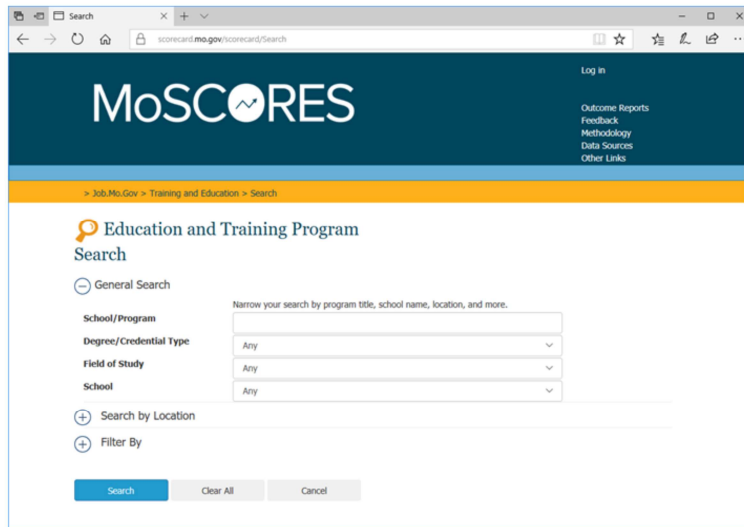 Search
scorecard.mo.gov/scorecard/Search
Log in
MoSCORES
Outcome Reports
Feedback
Methodology
Data Sources
Other Links
> Job.Mo.Gov > Training and Education > Search
Education and Training Program
Search
General Search
Narrow your search by program title, school name, location, and more.
School/Program
Degree/Credential Type Any
Field of Study Any
School Any
Search by Location
Filter By
Search Clear All Cancel